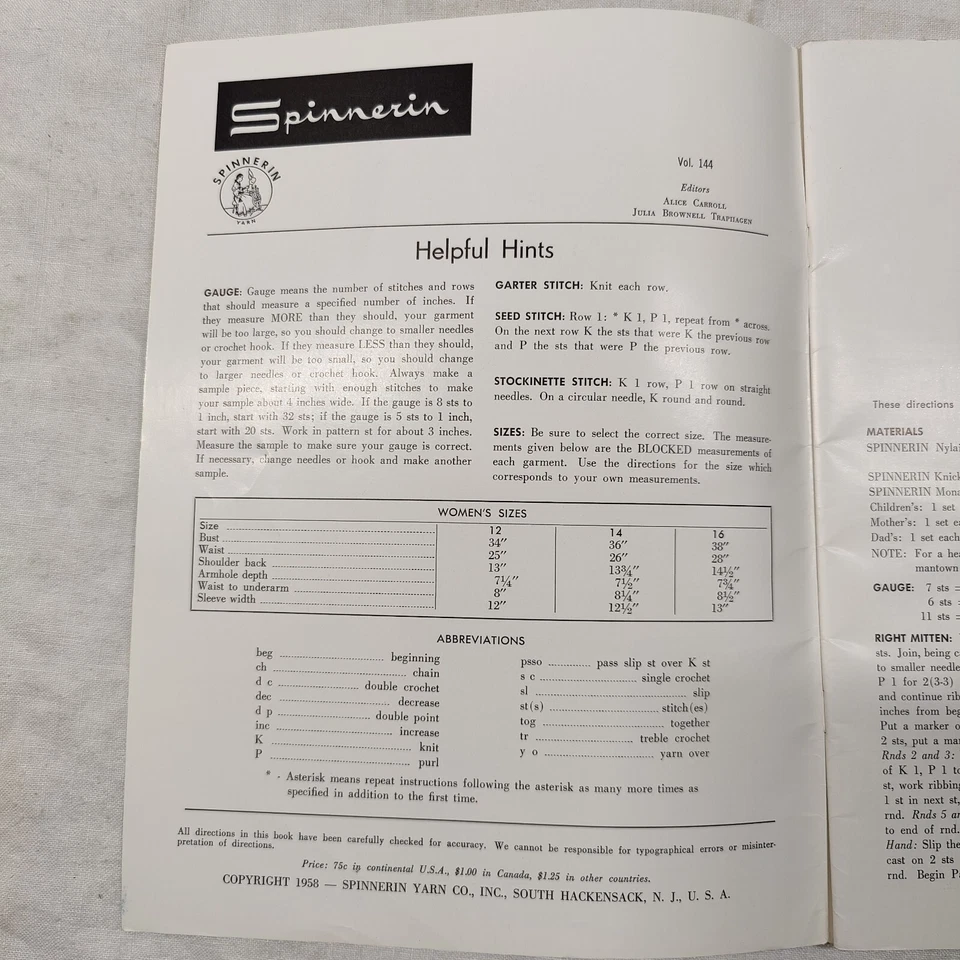 Spinnerin
SPINNERIN
YARN
Vol. 144
Editors
ALICE CARROLL
JULIA BROWNELL TRAPHAGEN
Helpful Hints
GAUGE: Gauge means the number of stitches and rows
that should measure a specified number of inches. If
they measure MORE than they should, your garment
will be too large, so you should change to smaller needles
or crochet hook. If they measure LESS than they should,
your garment will be too small, so you should change
to larger needles or crochet hook. Always make a
sample piece, starting with enough stitches to make
your sample about 4 inches wide. If the gauge is 8 sts to
1 inch, start with 32 sts; if the gauge is 5 sts to 1 inch,
start with 20 sts. Work in pattern st for about 3 inches.
Measure the sample to make sure your gauge is correct.
If necessary, change needles or hook and make another
sample.
GARTER STITCH: Knit each row.
SEED STITCH: Row 1: * K 1, P 1, repeat from * across.
On the next row K the sts that were K the previous row
and P the sts that were P the previous row.
STOCKINETTE STITCH: K 1 row, P 1 row on straight
needles. On a circular needle, K round and round.
SIZES: Be sure to select the correct size. The measure-
ments given below are the BLOCKED measurements of
each garment. Use the directions for the size which
corresponds to your own measurements.
WOMEN'S SIZES
Size 12 14 16
Bust 34" 36" 38"
Waist 25" 26" 28"
Shoulder back 13" 13¾" 14½"
Armhole depth 7¼" 7½" 7¾"
Waist to underarm 8" 8¼" 8½"
Sleeve width 12" 12½" 13"
ABBREVIATIONS
beg beginning
ch chain
d c double crochet
dec decrease
d p double point
inc increase
K knit
P purl
psso pass slip st over K st
s c single crochet
sl slip
st(s) stitch(es)
tog together
tr treble crochet
y o yarn over
* - Asterisk means repeat instructions following the asterisk as many more times as
specified in addition to the first time.
All directions in this book have been carefully checked for accuracy. We cannot be responsible for typographical errors or misinter-
pretation of directions.
Price: 75c in continental U.S.A., $1.00 in Canada, $1.25 in other countries.
COPYRIGHT 1958 — SPINNERIN YARN CO., INC., SOUTH HACKENSACK, N. J., U. S. A.
These directions
MATERIALS
SPINNERIN
SPINNERIN
SPINNERIN
Children's: 1 set
Mother's: 1 set
Dad's: 1 set each
NOTE: For a
mantown
GAUGE: 7 sts =
6 sts =
11 sts =
RIGHT MITTEN:
sts. Join, being
to smaller
P 1 for 2(3-3)
and continue
inches from
Put a marker
2 sts, put a
Rnds 2 and 3:
of K 1, P 1
st, work ribbing
1 st in next st,
rnd. Rnds 5
to end of rnd.
Hand: Slip the
cast on 2 sts
rnd. Begin